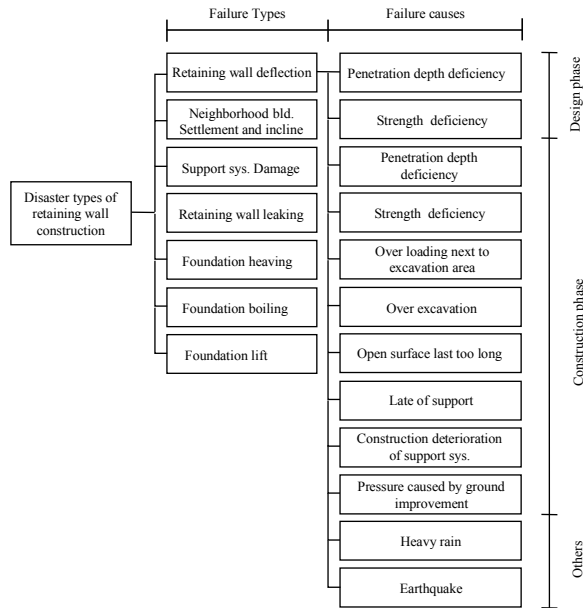 Failure Types
Failure causes
Disaster types of
retaining wall
construction
Retaining wall deflection
Neighborhood bld.
Settlement and incline
Support sys. Damage
Retaining wall leaking
Foundation heaving
Foundation boiling
Foundation lift
Penetration depth deficiency
Strength deficiency
Penetration depth
deficiency
Strength deficiency
Over loading next to
excavation area
Over excavation
Open surface last too long
Late of support
Construction deterioration
of support sys.
Pressure caused by ground
improvement
Heavy rain
Earthquake
Design phase
Construction phase
Others